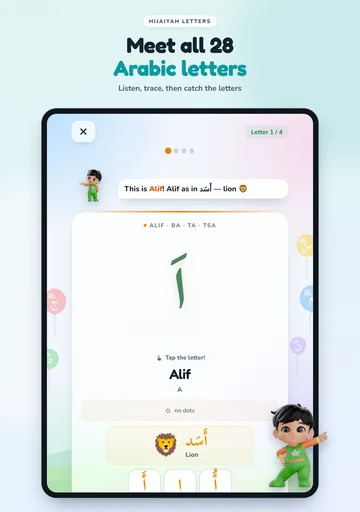 HIJAIYAH LETTERS
Meet all 28
Arabic letters
Listen, trace, then catch the letters
Letter 1 / 4
This is Alif! Alif as in أَسَد — lion 🦁
ALIF · BA · TA · TSA
اَ
Tap the letter!
Alif
A
no dots
أَسَد
Lion